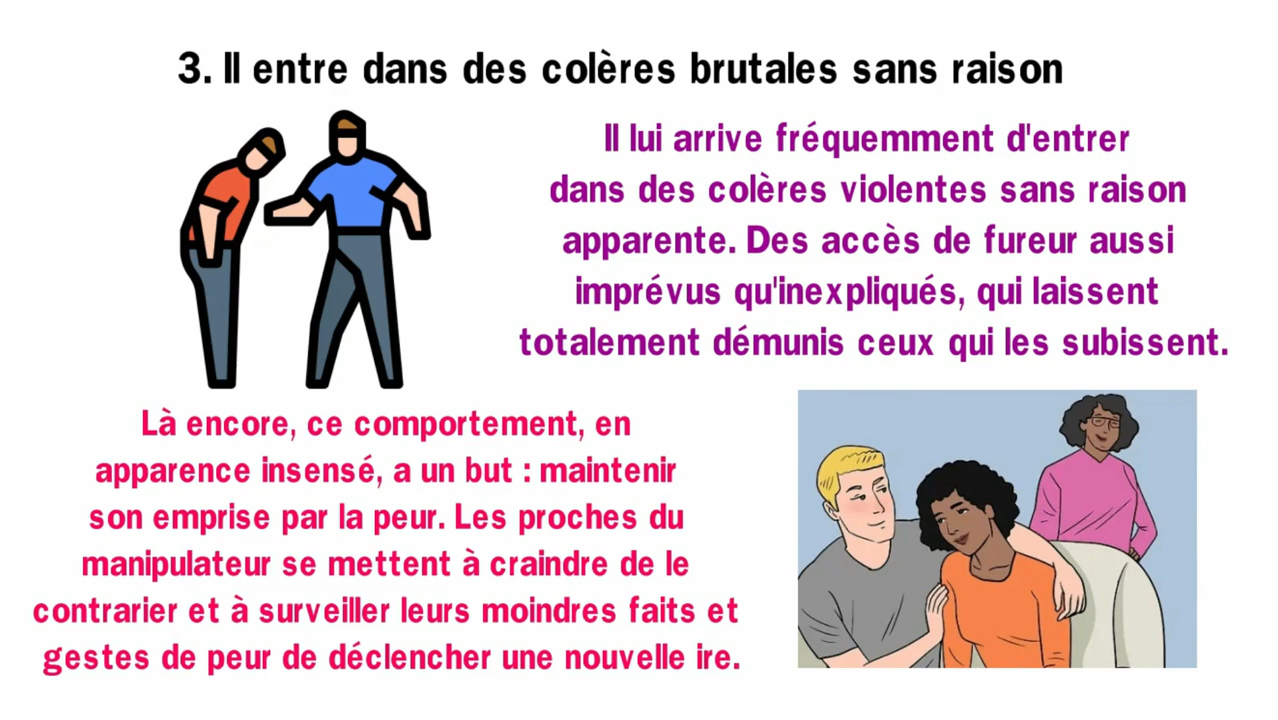 3. Il entre dans des colères brutales sans raison
Il lui arrive fréquemment d'entrer
dans des colères violentes sans raison
apparente. Des accès de fureur aussi
imprévus qu'inexpliqués, qui laissent
totalement démunis ceux qui les subissent.
Là encore, ce comportement, en
apparence insensé, a un but : maintenir
son emprise par la peur. Les proches du
manipulateur se mettent à craindre de le
contrarier et à surveiller leurs moindres faits et
gestes de peur de déclencher une nouvelle ire.